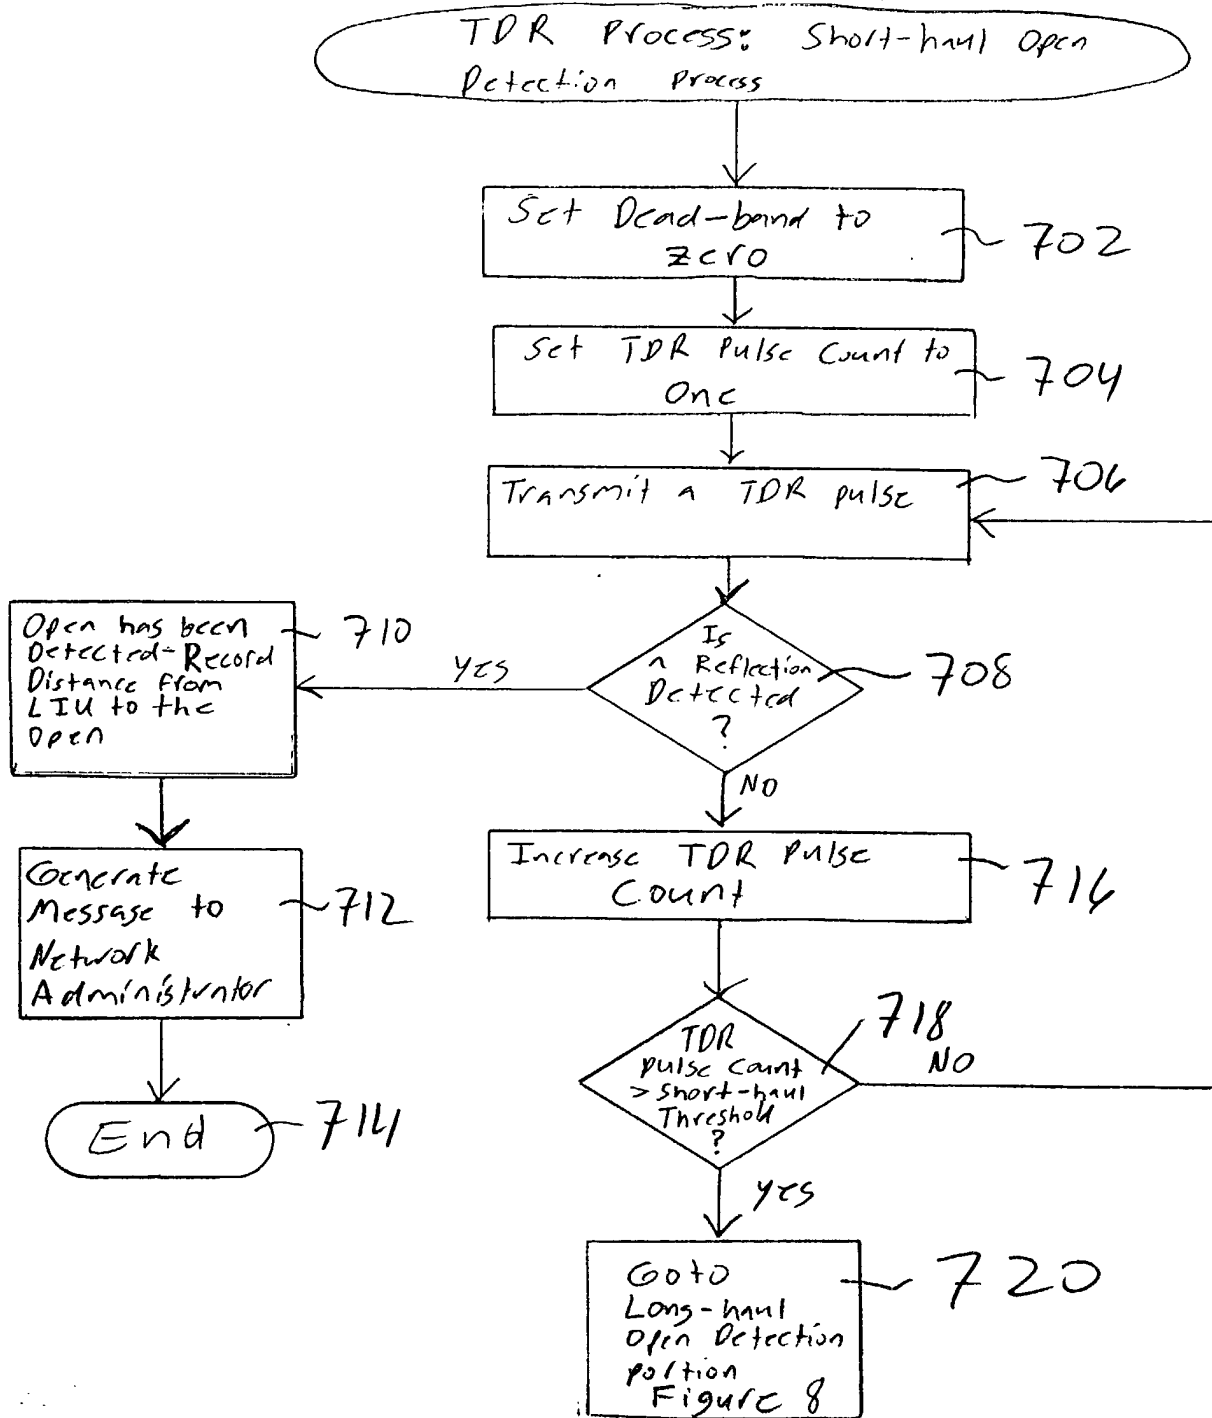 TDR Process: Short-haul Open
Detection Process
Set Dead-band to
zero
702
Set TDR Pulse Count to
One
704
Transmit a TDR pulse
706
Is
a Reflection
Detected
?
708
YES
NO
Open has been
Detected-Record
Distance from
LIU to the
Open
710
Generate
Message to
Network
Administrator
712
End
714
Increase TDR Pulse
Count
716
TDR
pulse count
> short-haul
Threshold
?
718
NO
YES
Goto
Long-haul
Open Detection
portion
Figure 8
720